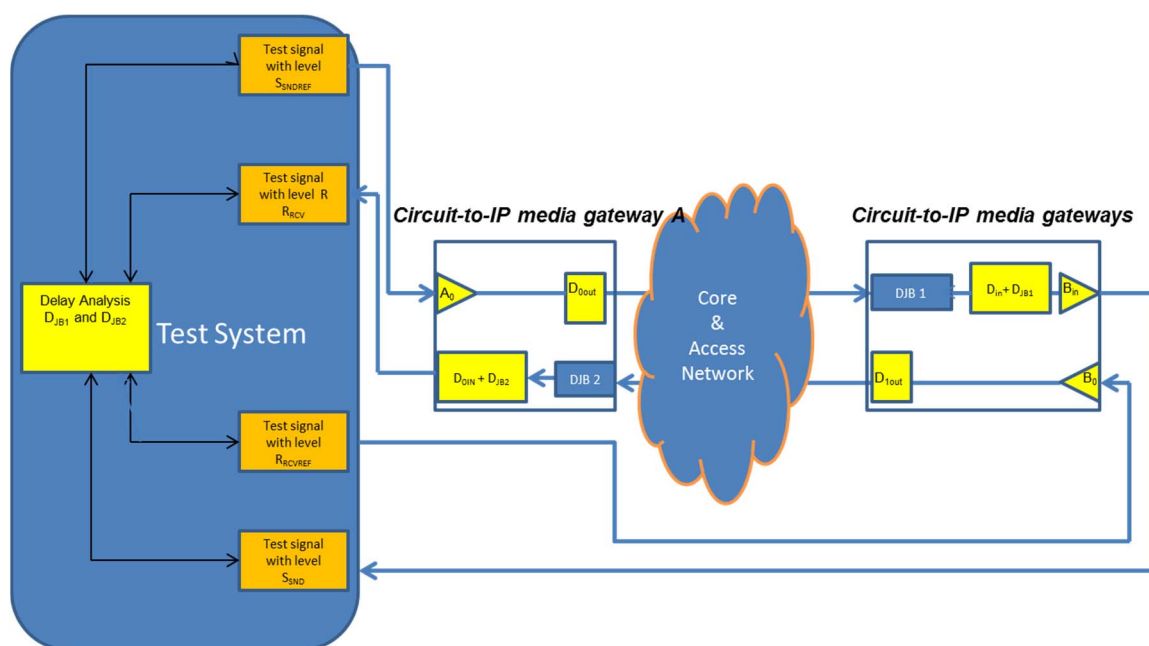 Test signal
with level
SSNDREF
Test signal
with level R
RRCV
Circuit-to-IP media gateway A
Circuit-to-IP media gateways
A0
D0out
Core
&
Access
Network
DJB 1
Din+ DJB1
Bin
Delay Analysis
DJB1 and DJB2
Test System
D0IN + DJB2
DJB 2
D1out
B0
Test signal
with level
RRCVREF
Test signal
with level
SSND